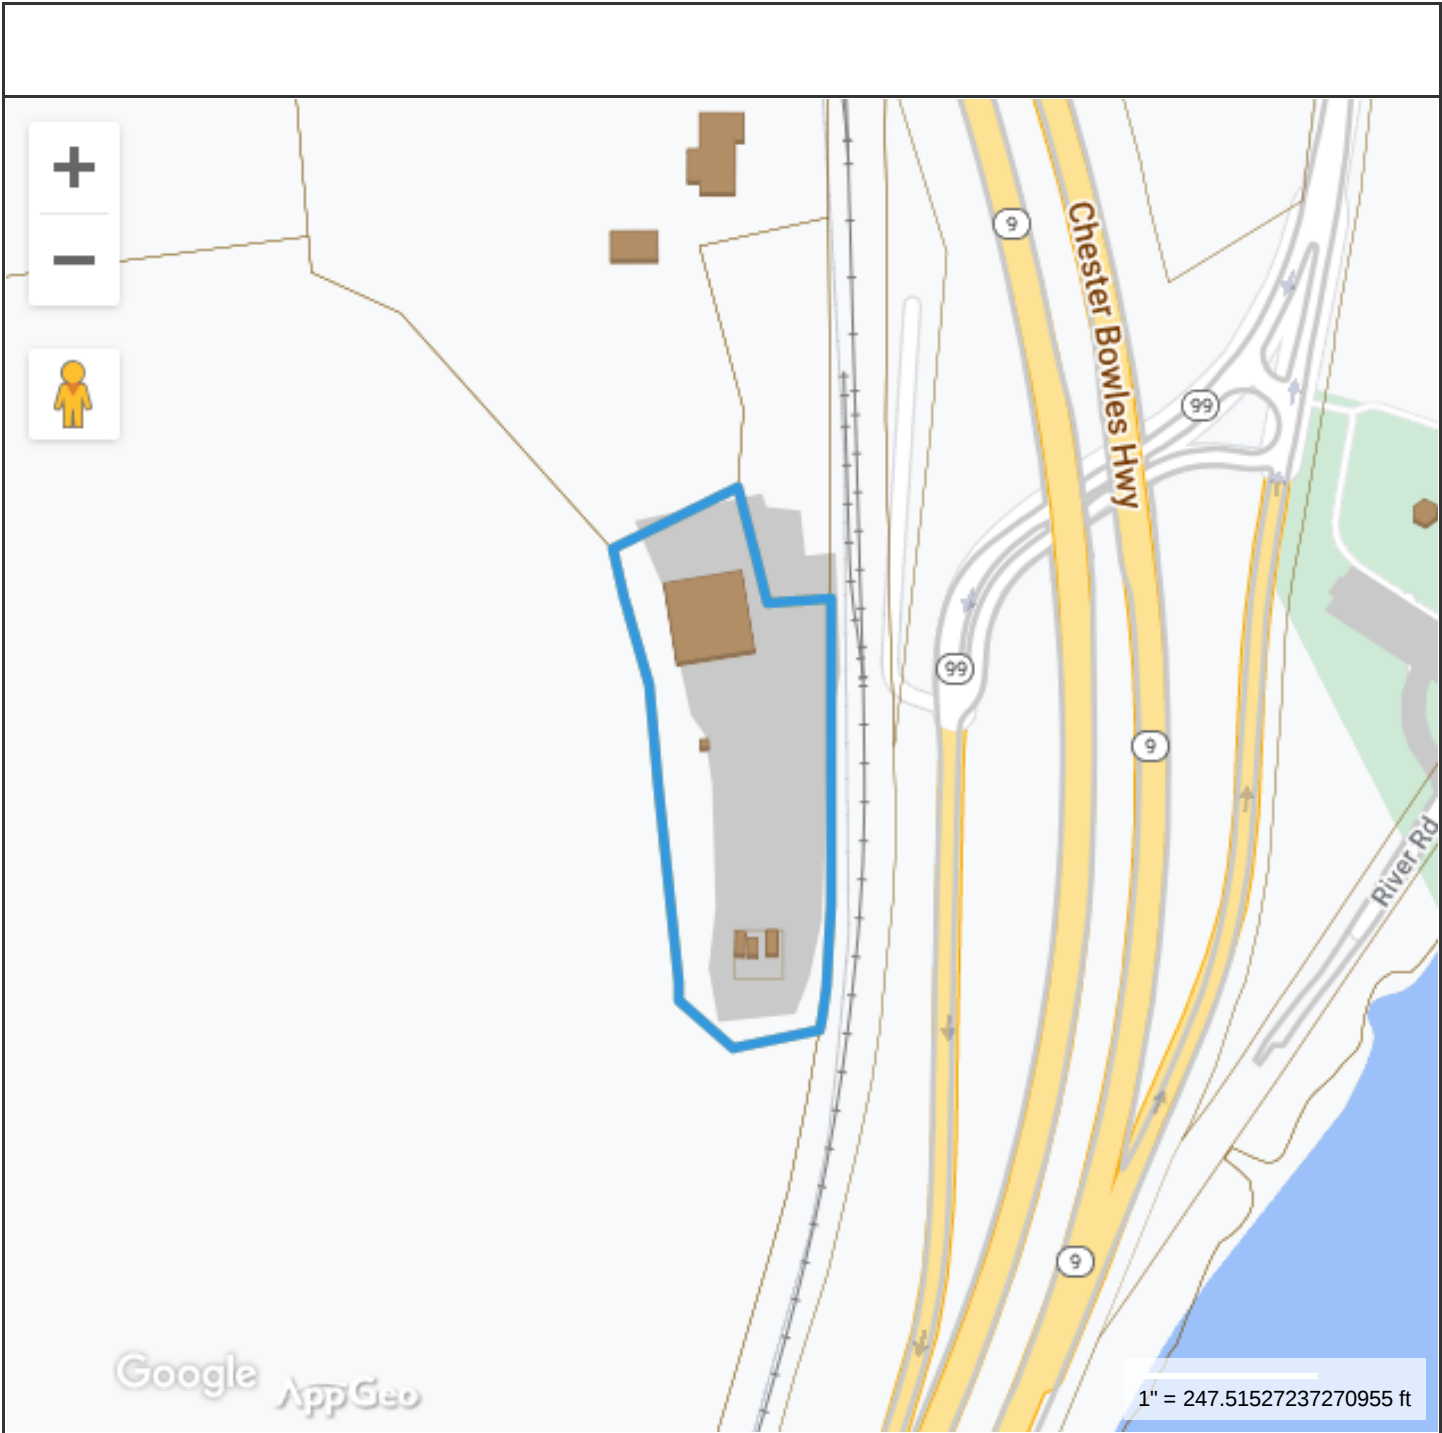 +
9
Chester Bowles Hwy
−
99
99
9
River Rd
9
Google
AppGeo
1" = 247.51527237270955 ft